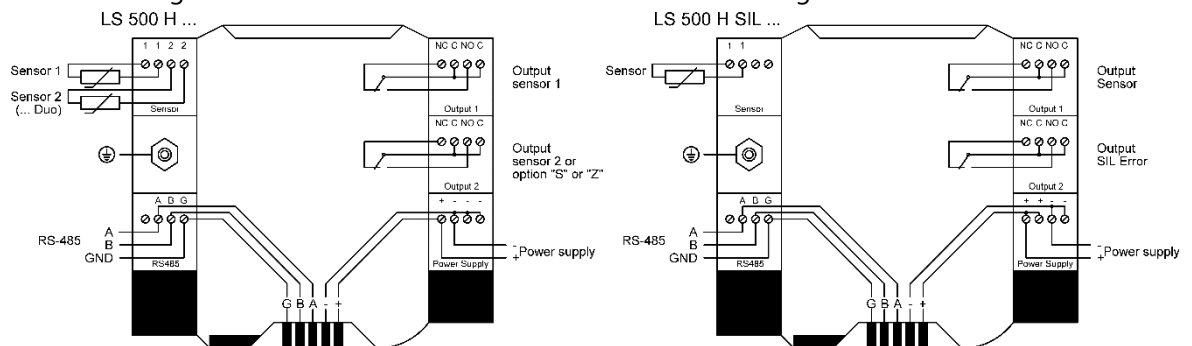 LS 500 H ...
1 1 2 2
Sensor 1
Sensor 2
(... Duo)
Sensor
NC C NO C
Output
sensor 1
Output 1
NC C NO C
Output
sensor 2 or
option "S" or "Z"
Output 2
A B G
+ - - -
A
RS-485
B
GND
RS485
-
Power supply
+
Power Supply
G B A - +
LS 500 H SIL ...
1 1
Sensor
Sensor
NC C NO C
Output
Sensor
Output 1
NC C NO C
Output
SIL Error
Output 2
A B G
+ + - -
A
RS-485
B
GND
RS485
-
Power supply
+
Power Supply
G B A - +